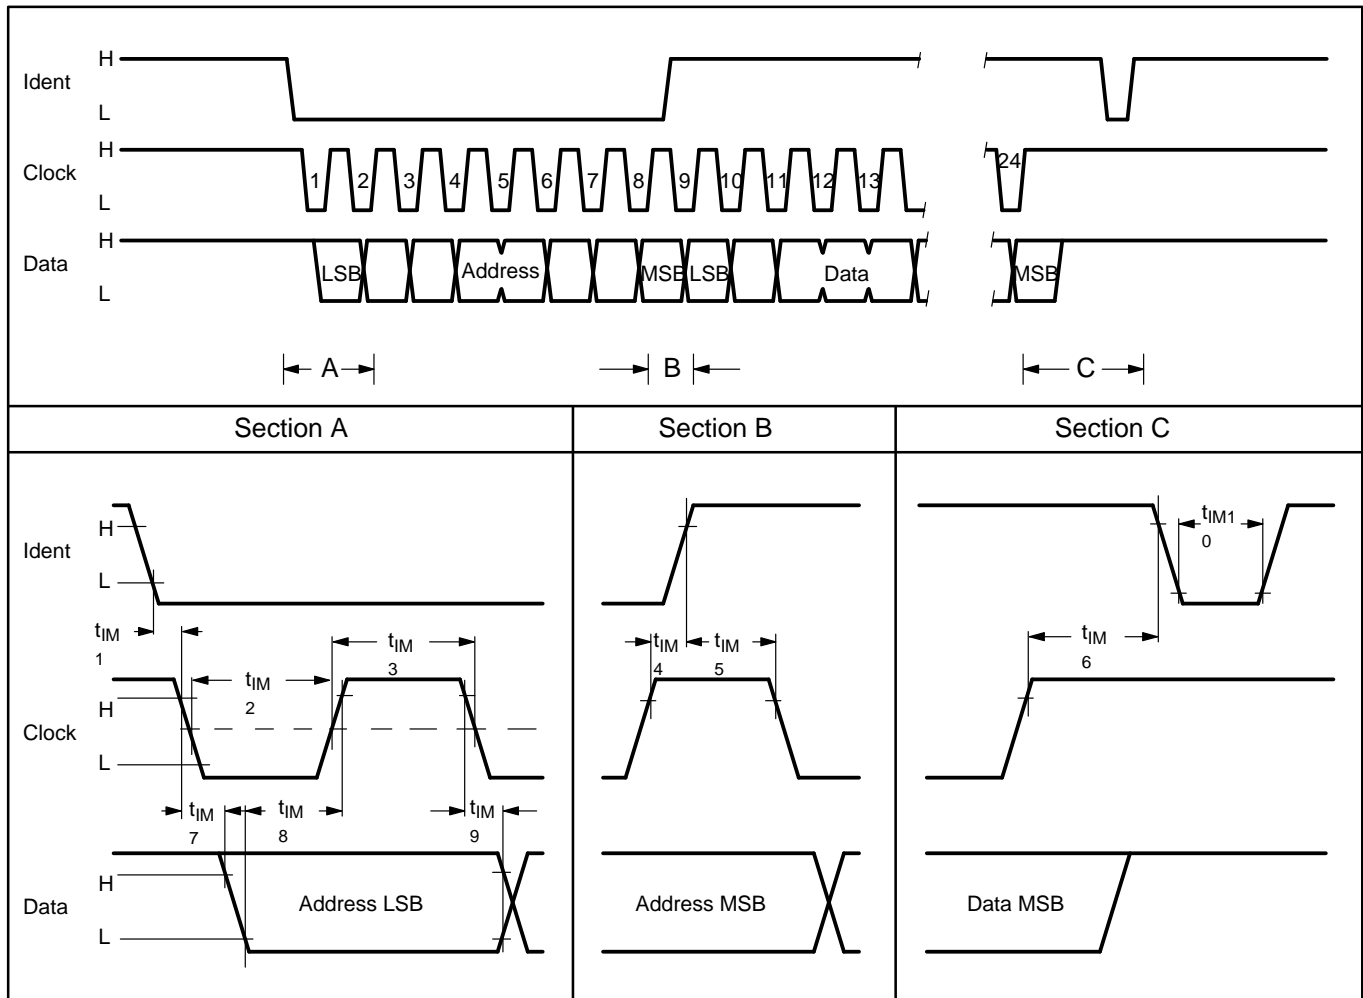 H
Ident
L
H
Clock
1 2 3 4 5 6 7 8 9 10 11 12 13 24
L
H
Data
LSB Address MSB LSB Data MSB
L
A B C
Section A Section B Section C
H
Ident
L
tIM
1
tIM
2
tIM
3
H
Clock
L
tIM
7
tIM
8
9
H
Data
L
Address LSB
tIM
4
tIM
5
Address MSB
tIM1
0
tIM
6
Data MSB